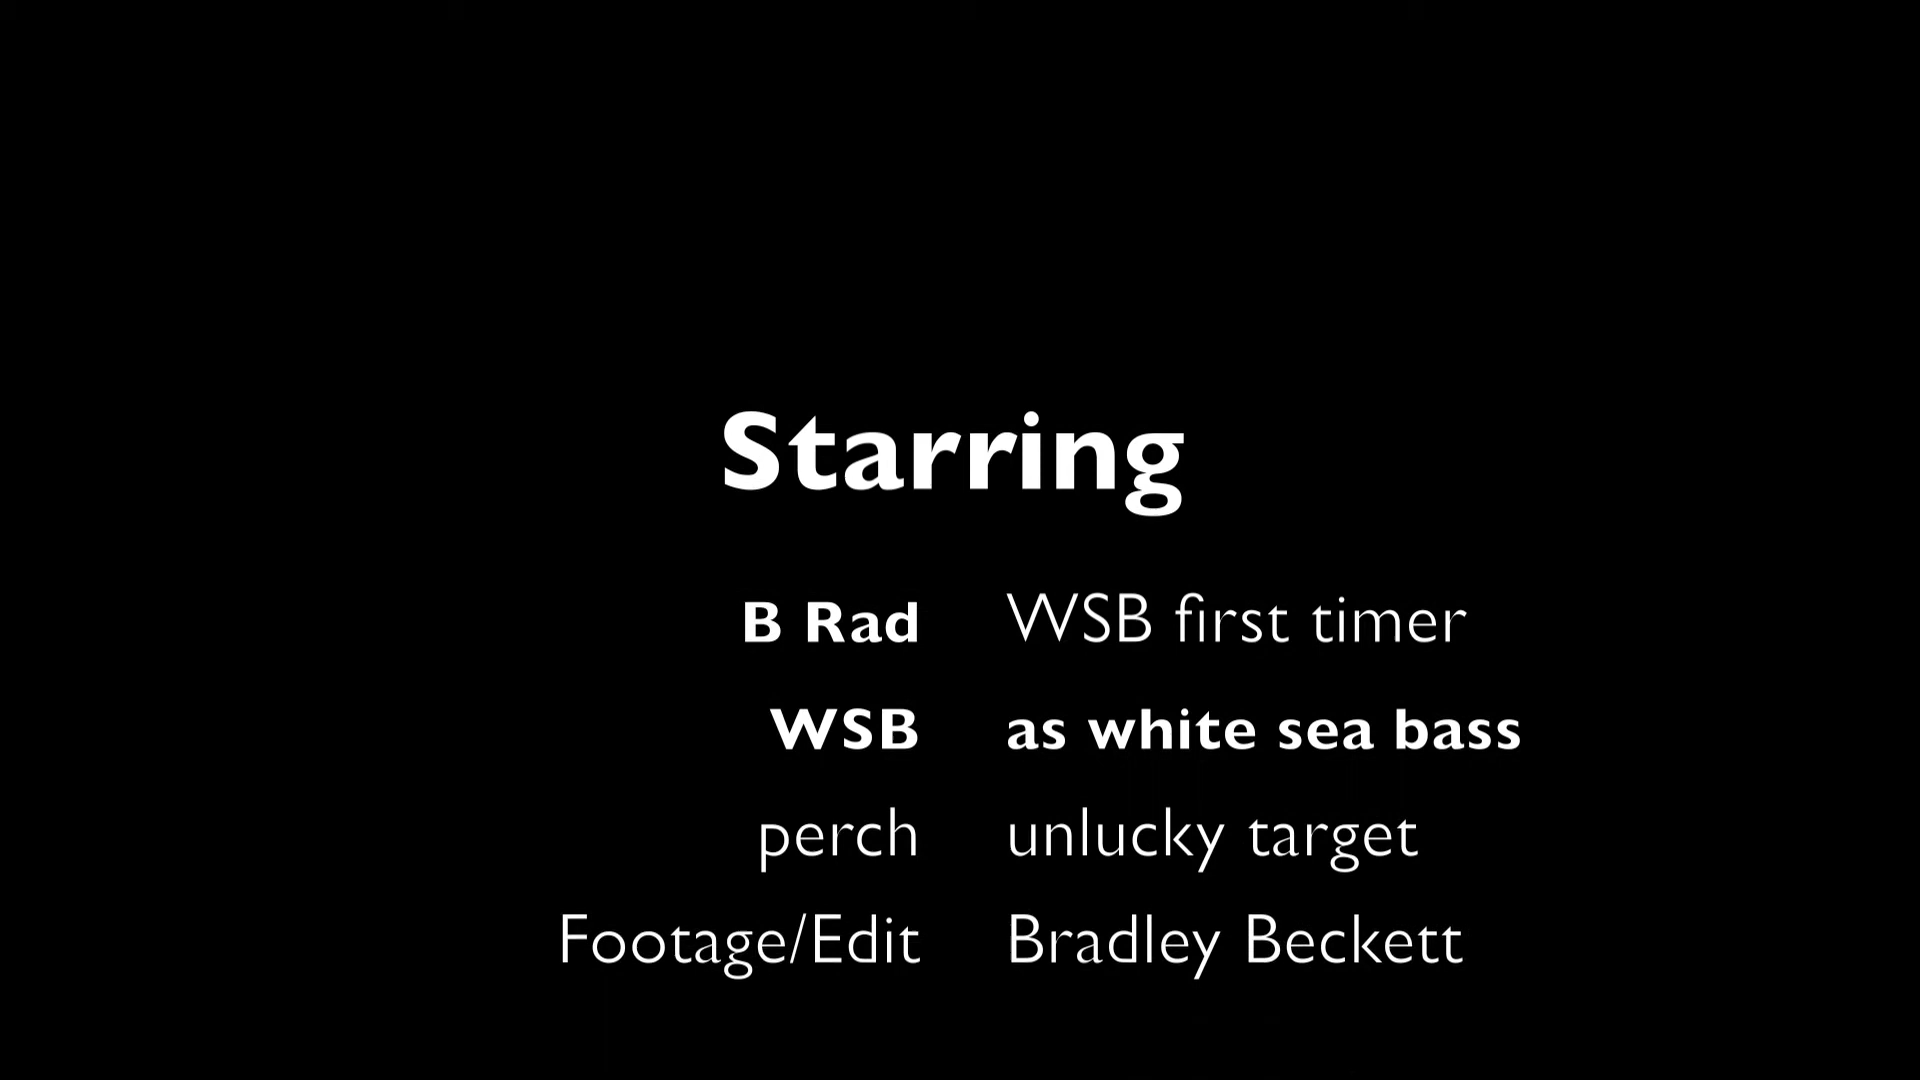 Starring
B Rad WSB first timer
WSB as white sea bass
perch unlucky target
Footage/Edit Bradley Beckett